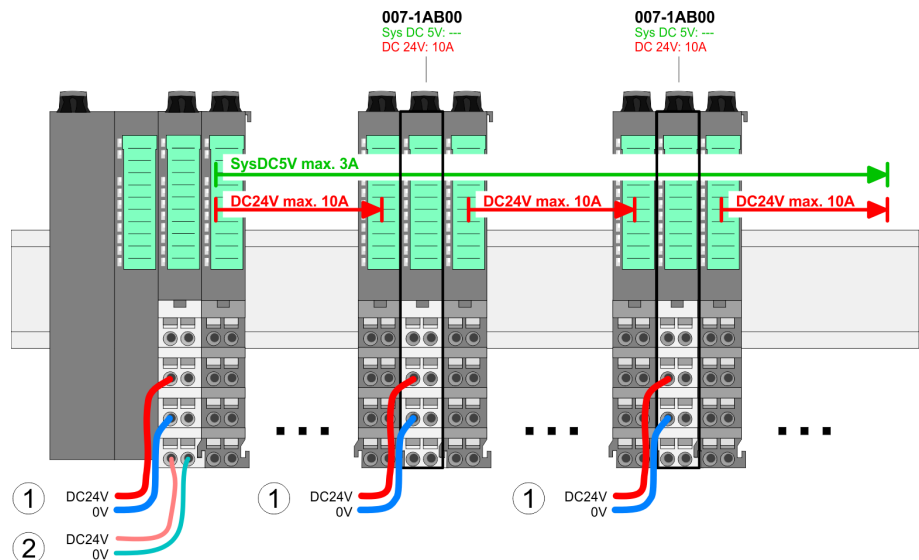 007-1AB00
Sys DC 5V: ---
DC 24V: 10A
007-1AB00
Sys DC 5V: ---
DC 24V: 10A
SysDC5V max. 3A
DC24V max. 10A
DC24V max. 10A
DC24V max. 10A
1
DC24V
0V
1
DC24V
0V
1
DC24V
0V
2
DC24V
0V